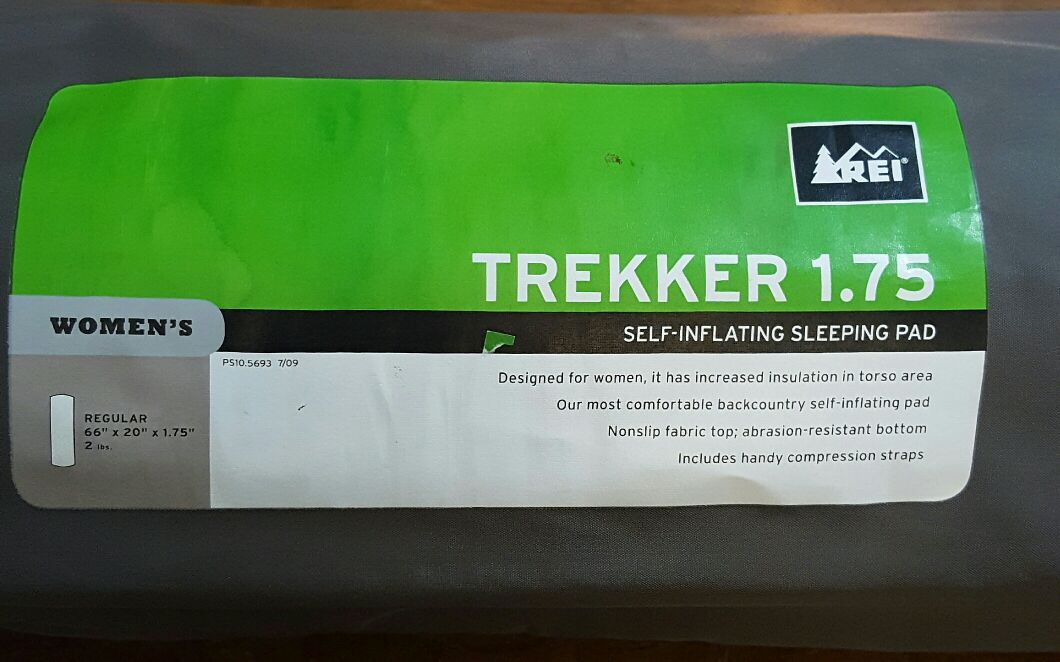 REI®
TREKKER 1.75
WOMEN'S
SELF-INFLATING SLEEPING PAD
PS10.5693 7/09
Designed for women, it has increased insulation in torso area
Our most comfortable backcountry self-inflating pad
Nonslip fabric top; abrasion-resistant bottom
Includes handy compression straps
REGULAR
66" x 20" x 1.75"
2 lbs.